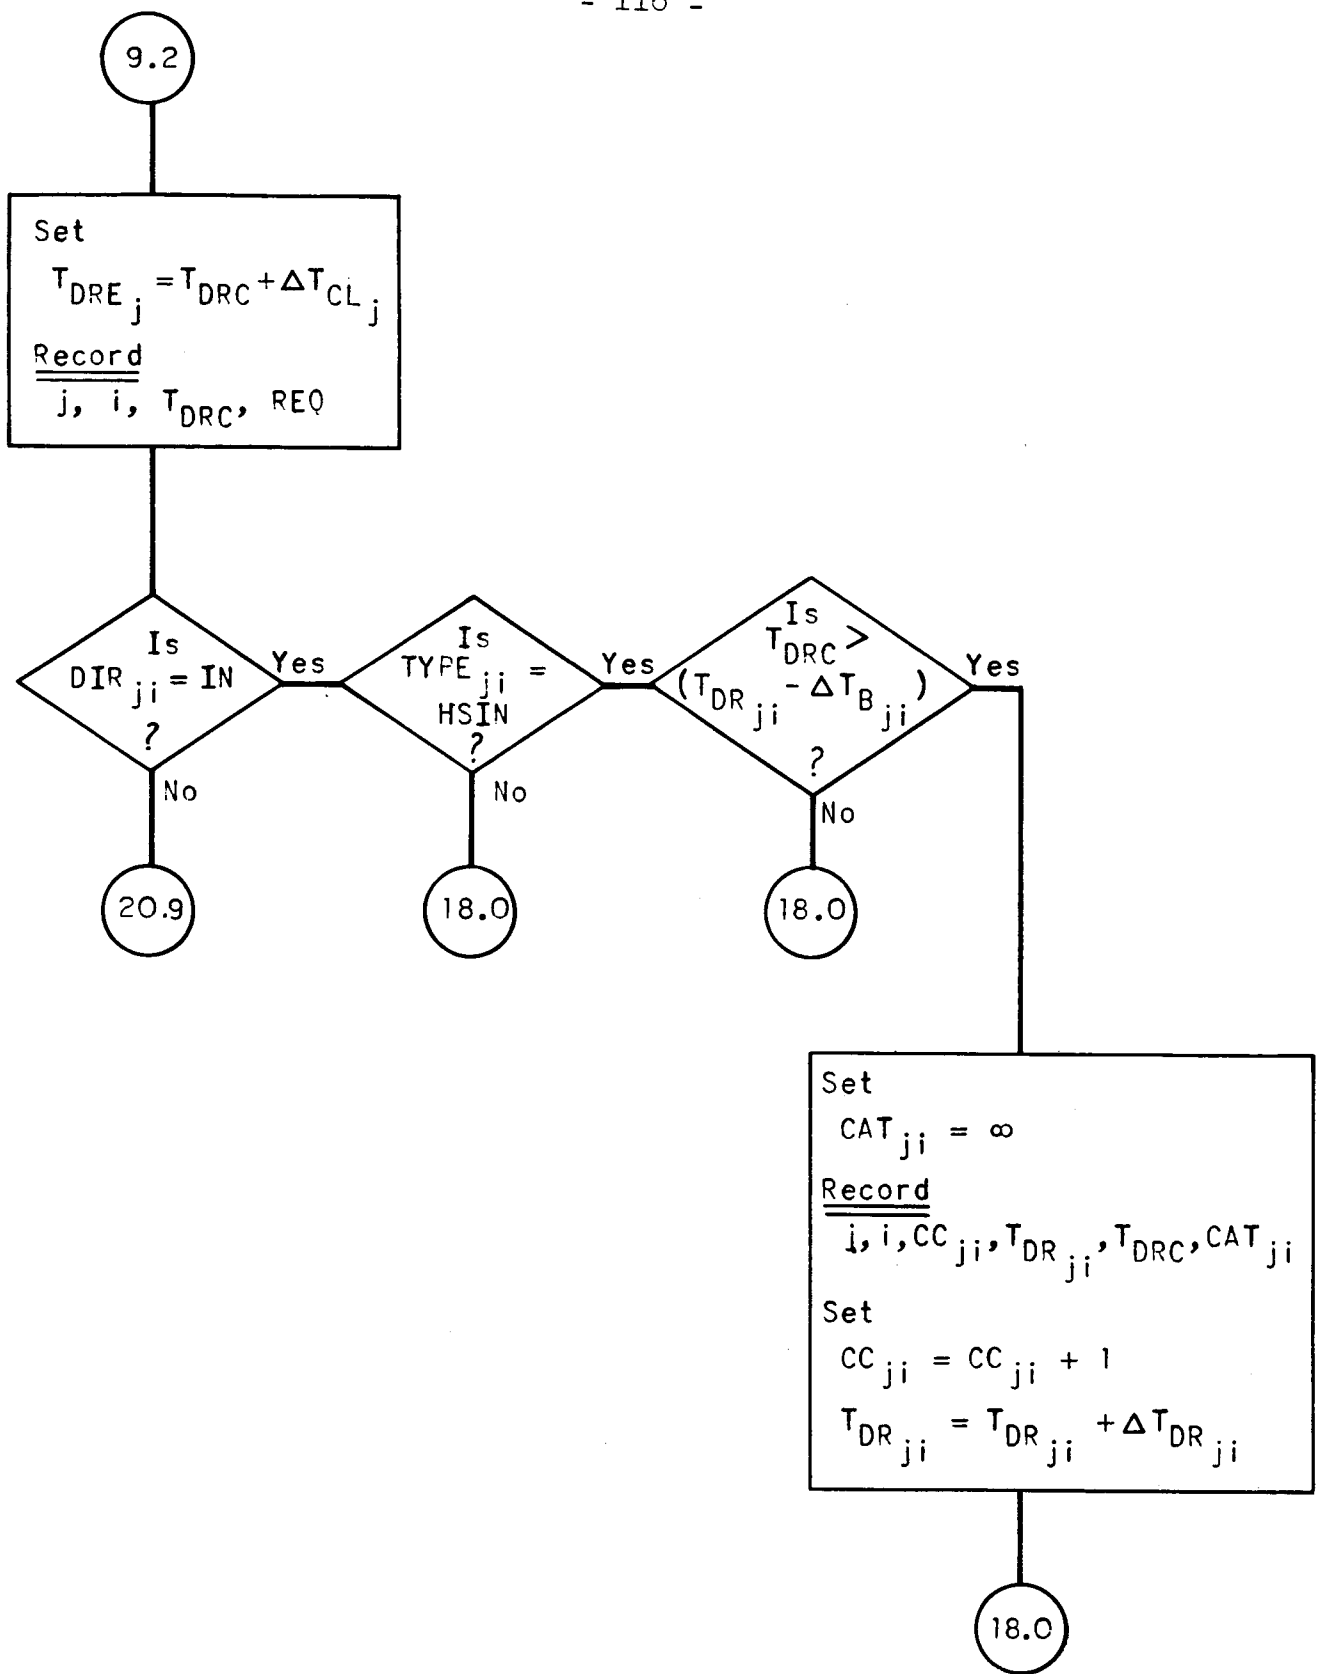 9.2
Set
T_DRE_j = T_DRC + ΔT_CL_j
Record
j, i, T_DRC, REQ
Is
DIR_ji = IN
?
Yes
No
20.9
Is
TYPE_ji =
HSIN
?
Yes
No
18.0
Is
T_DRC >
(T_DR_ji - ΔT_B_ji)
?
Yes
No
18.0
Set
CAT_ji = ∞
Record
j, i, CC_ji, T_DR_ji, T_DRC, CAT_ji
Set
CC_ji = CC_ji + 1
T_DR_ji = T_DR_ji + ΔT_DR_ji
18.0